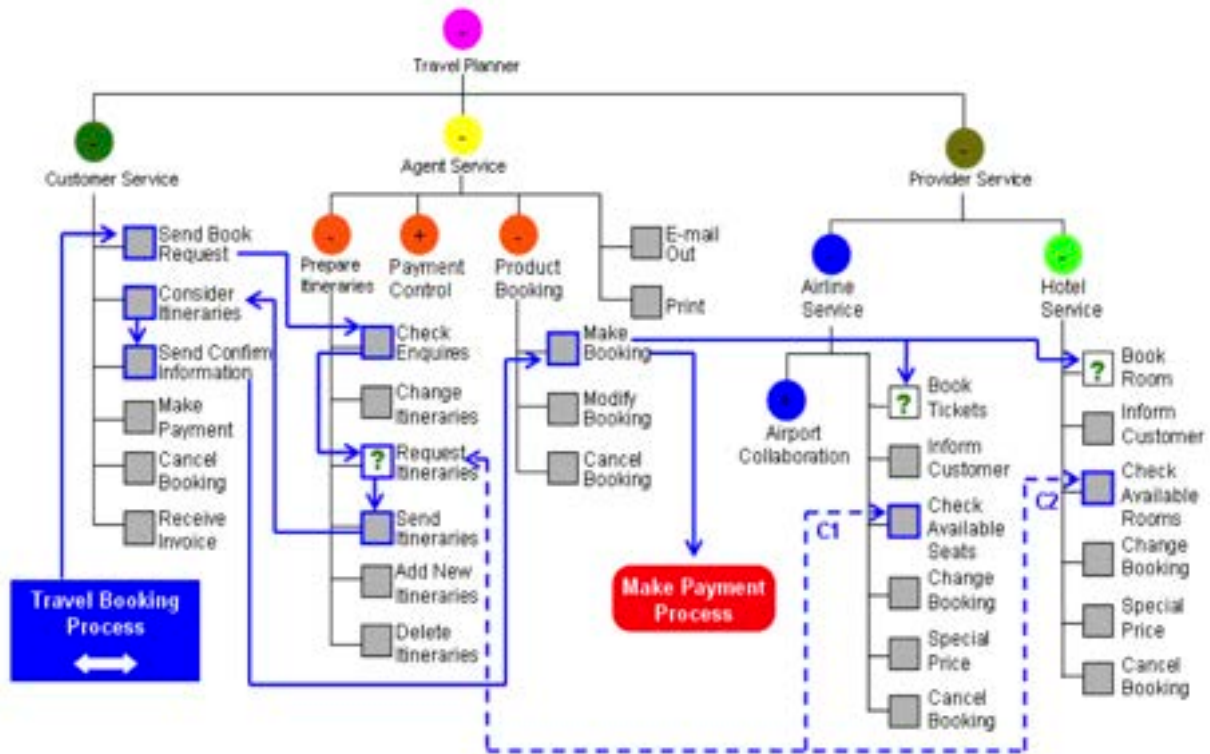 Travel Planner
Customer Service
Agent Service
Provider Service
Send Book
Request
Consider
Itineraries
Send Confirm
Information
Make
Payment
Cancel
Booking
Receive
Invoice
Travel Booking
Process
-
Prepare
Itineraries
+
Payment
Control
-
Product
Booking
E-mail
Out
Print
Check
Enquires
Change
Itineraries
?
Request
Itineraries
Send
Itineraries
Add New
Itineraries
Delete
Itineraries
Make
Booking
Modify
Booking
Cancel
Booking
Make Payment
Process
Airline
Service
Hotel
Service
Airport
Collaboration
?
Book
Tickets
Inform
Customer
C1
Check
Available
Seats
Change
Booking
Special
Price
Cancel
Booking
?
Book
Room
Inform
Customer
C2
Check
Available
Rooms
Change
Booking
Special
Price
Cancel
Booking